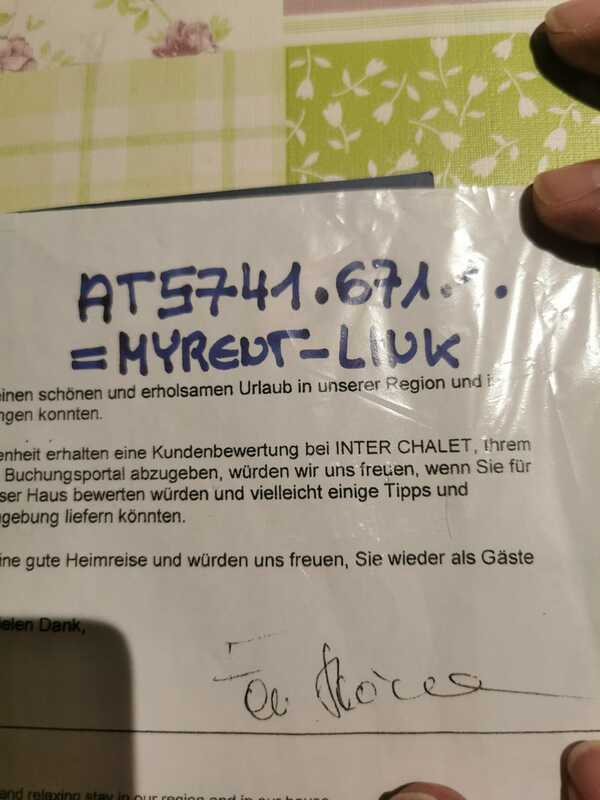 AT5741.671...
=MYRENT-LINK
einen schönen und erholsamen Urlaub in unserer Region und i
ngen konnten.
enheit erhalten eine Kundenbewertung bei INTER CHALET, Ihrem
Buchungsportal abzugeben, würden wir uns freuen, wenn Sie für
ser Haus bewerten würden und vielleicht einige Tipps und
gebung liefern könnten.
ine gute Heimreise und würden uns freuen, Sie wieder als Gäste
ielen Dank,
and relaxing stay in our region and in our house